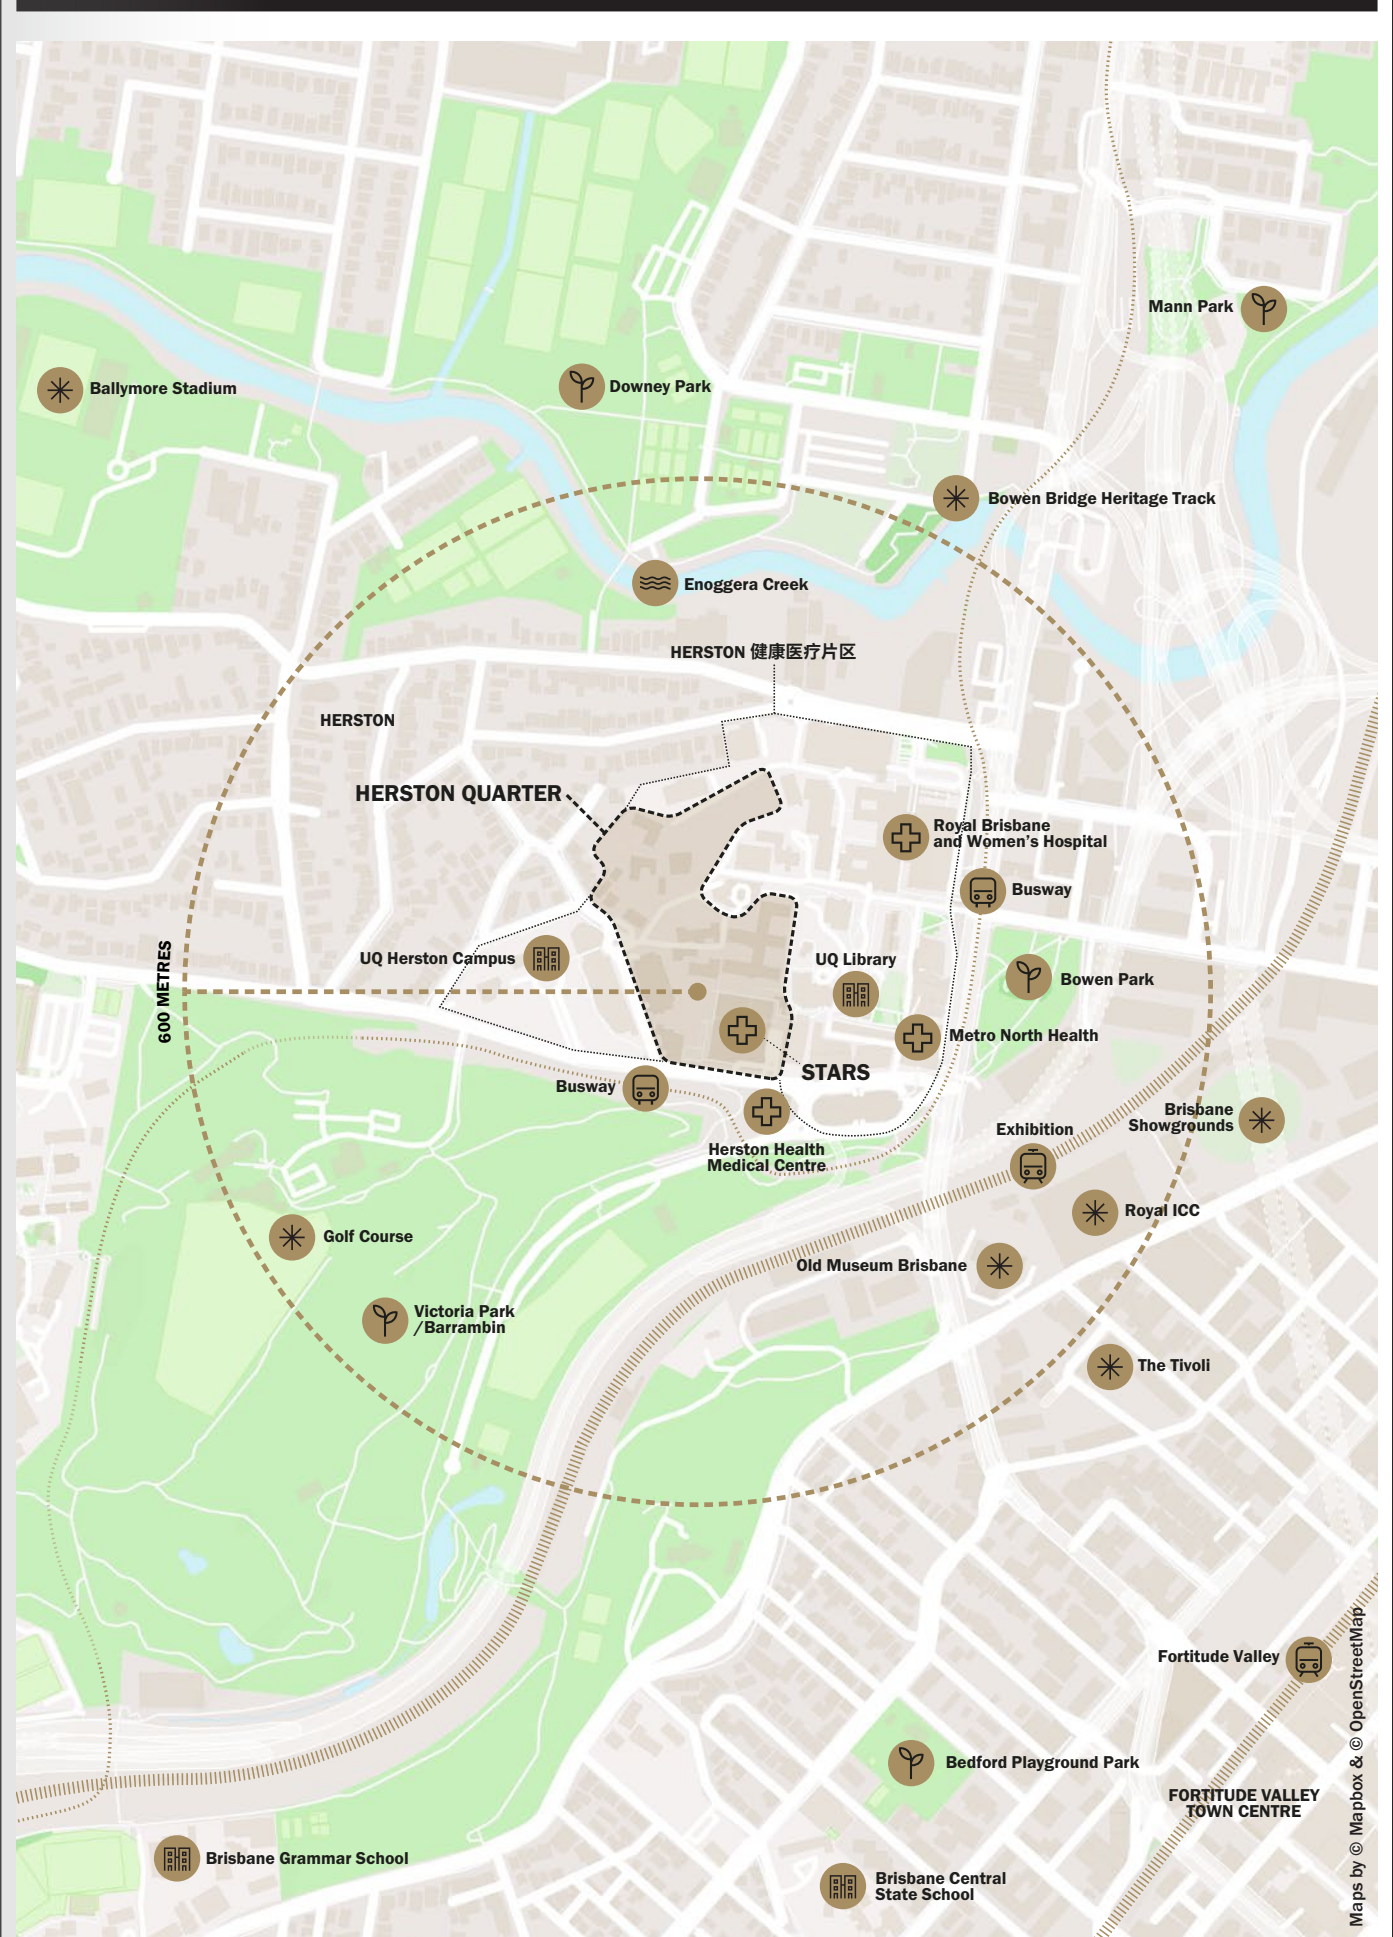 Mann Park
Ballymore Stadium
Downey Park
Bowen Bridge Heritage Track
Enoggera Creek
HERSTON 健康医疗片区
HERSTON
HERSTON QUARTER
Royal Brisbane
and Women's Hospital
Busway
600 METRES
UQ Herston Campus
UQ Library
Bowen Park
Metro North Health
STARS
Busway
Brisbane
Showgrounds
Exhibition
Herston Health
Medical Centre
Royal ICC
Golf Course
Old Museum Brisbane
Victoria Park
/Barrambin
The Tivoli
Fortitude Valley
Bedford Playground Park
FORTITUDE VALLEY
TOWN CENTRE
Brisbane Grammar School
Brisbane Central
State School
Maps by © Mapbox & © OpenStreetMap